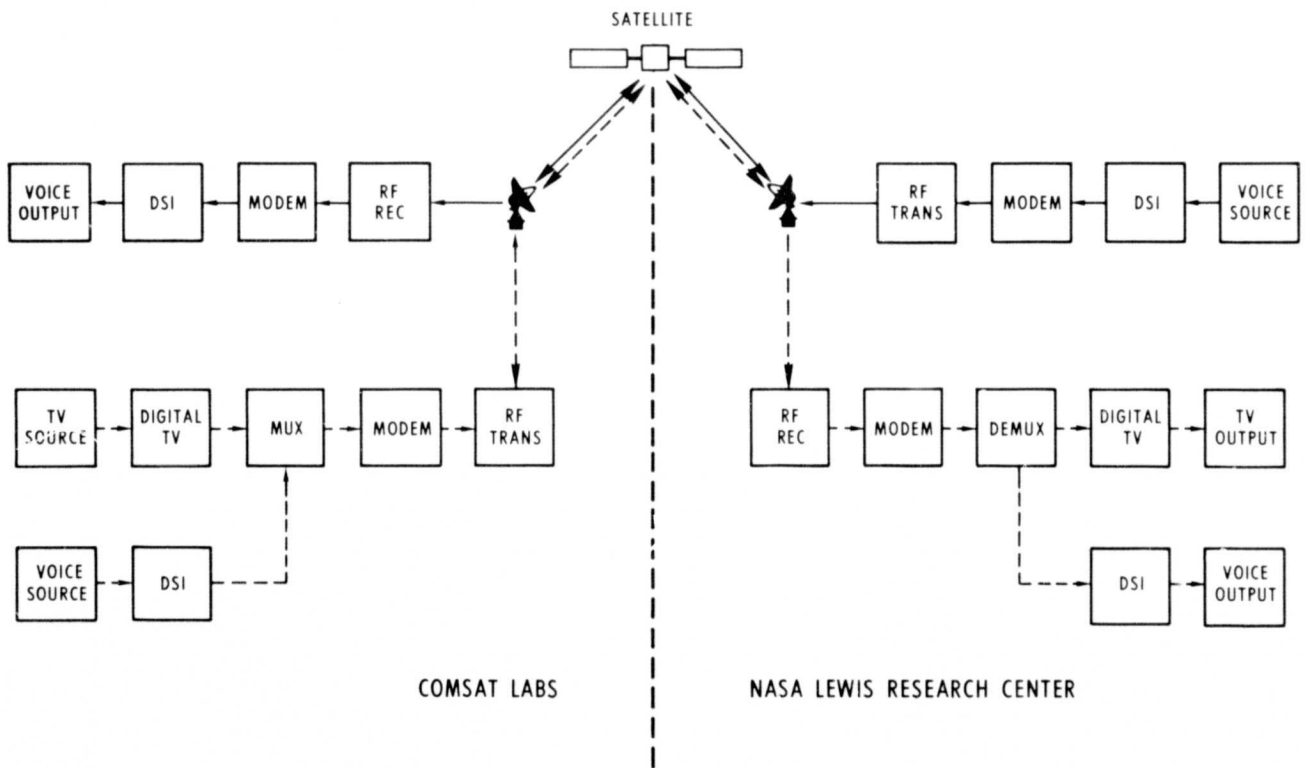 SATELLITE
VOICE
OUTPUT
DSI
MODEM
RF
REC
RF
TRANS
MODEM
DSI
VOICE
SOURCE
TV
SOURCE
DIGITAL
TV
MUX
MODEM
RF
TRANS
RF
REC
MODEM
DEMUX
DIGITAL
TV
TV
OUTPUT
VOICE
SOURCE
DSI
DSI
VOICE
OUTPUT
COMSAT LABS
NASA LEWIS RESEARCH CENTER